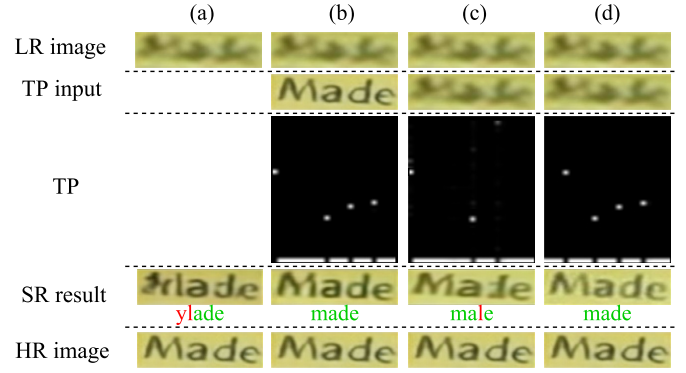 (a) (b) (c) (d)
LR image
TP input Made
TP
SR result Made Made Made
ylade made male made
HR image Made Made Made Made